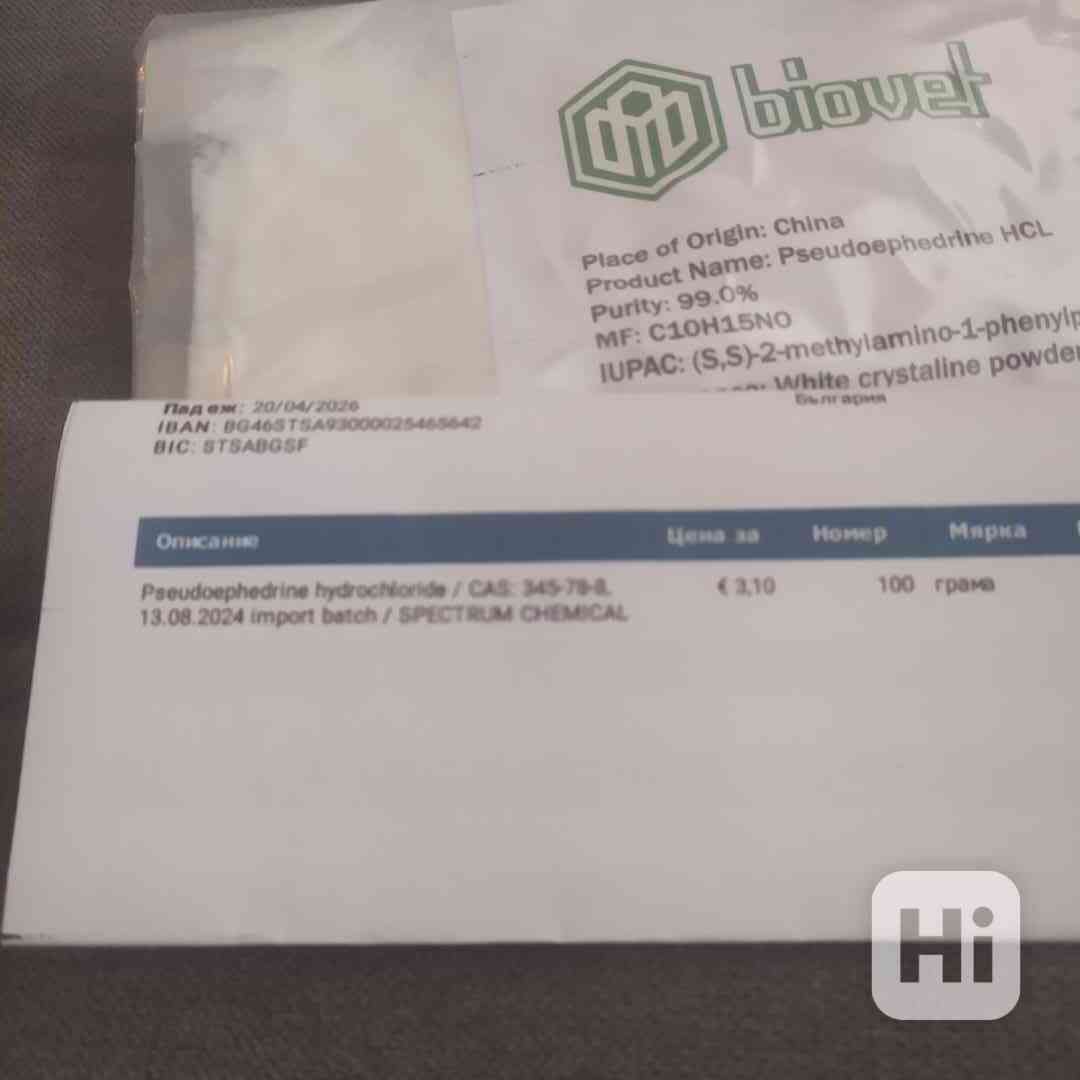 biovet
Place of Origin: China
Product Name: Pseudoephedrine HCL
Purity: 99.0%
MF: C10H15NO
IUPAC: (S,S)-2-methylamino-1-phenylp
White crystaline powder
България
Падеж: 20/04/2026
IBAN: BG46STSA93000025465642
BIC: STSABGSF
Описание Цена за Номер Мярка
Pseudoephedrine hydrochloride / CAS: 345-78-8, € 3,10 100 грама
13.08.2024 import batch / SPECTRUM CHEMICAL
Hi